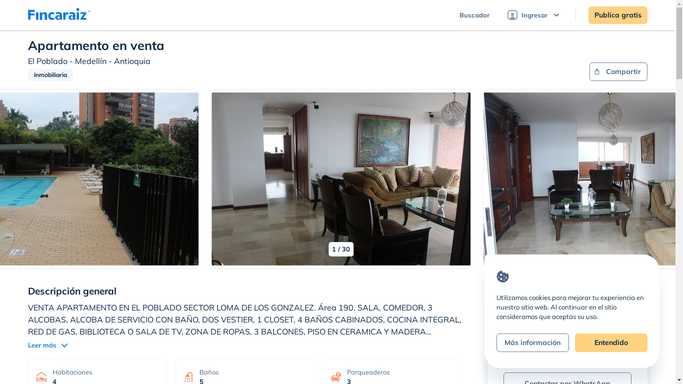 Fincaraiz
Buscador
Ingresar
Publica gratis
Apartamento en venta
El Poblado - Medellín - Antioquia
Inmobiliaria
Compartir
1 / 30
Descripción general
VENTA APARTAMENTO EN EL POBLADO SECTOR LOMA DE LOS GONZALEZ. Área 190. SALA, COMEDOR, 3
ALCOBAS, ALCOBA DE SERVICIO CON BAÑO, DOS VESTIER, 1 CLOSET, 4 BAÑOS CABINADOS, COCINA INTEGRAL,
RED DE GAS, BIBLIOTECA O SALA DE TV, ZONA DE ROPAS, 3 BALCONES, PISO EN CERAMICA Y MADERA...
Leer más
Habitaciones
4
Baños
5
Parqueaderos
3
Utilizamos cookies para mejorar tu experiencia en
nuestro sitio web. Al continuar en el sitio
consideramos que aceptas su uso.
Más información
Entendido
Contactar por WhatsApp